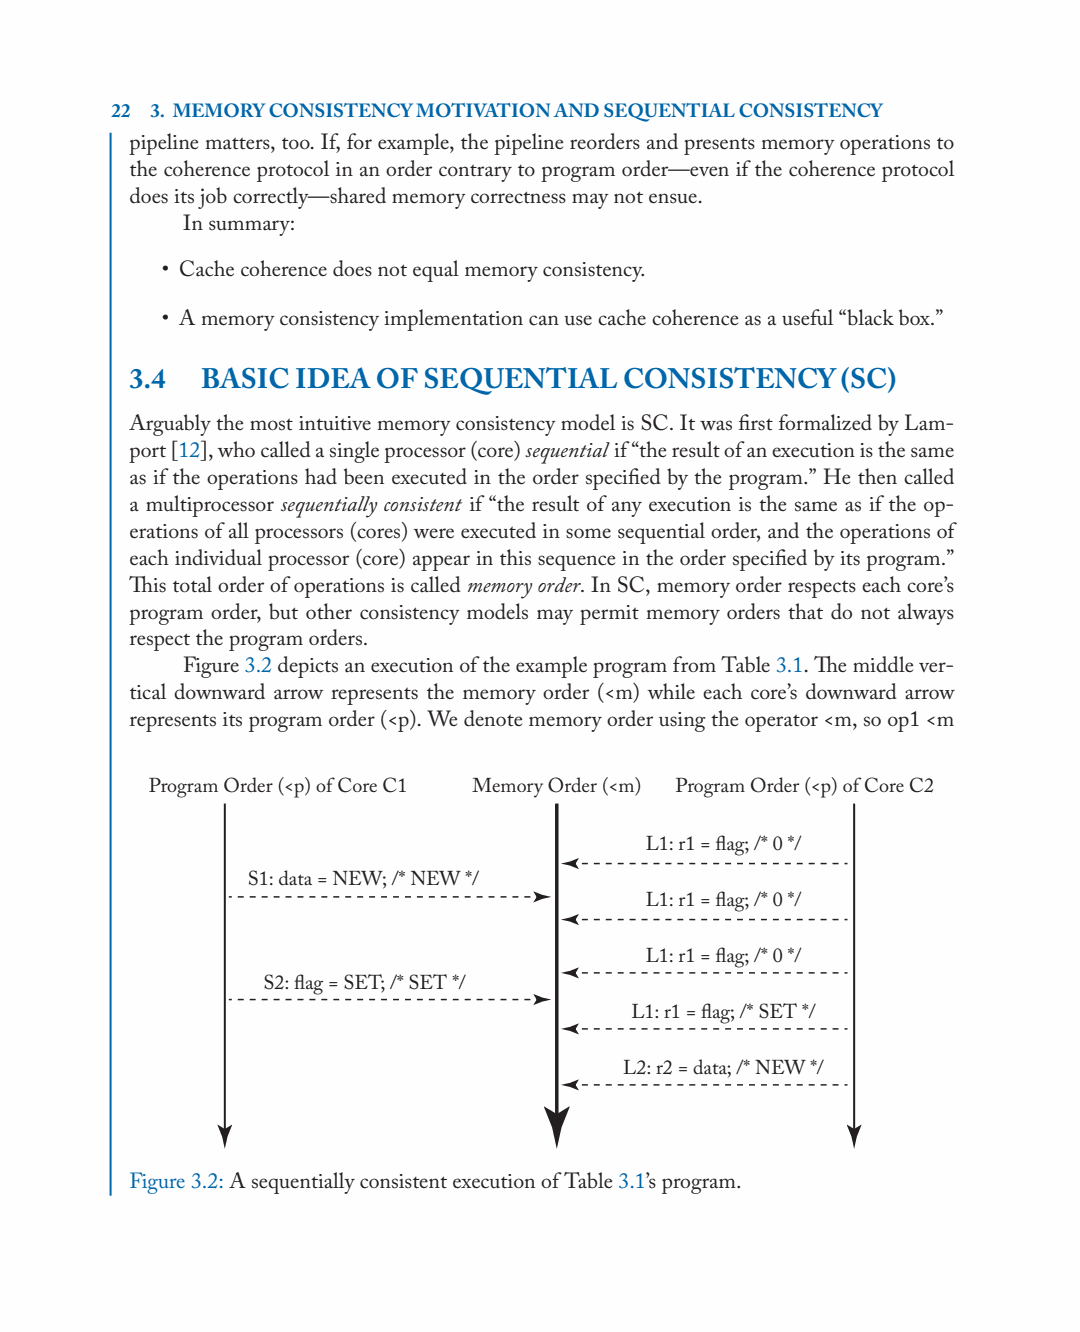 22 3. MEMORY CONSISTENCY MOTIVATION AND SEQUENTIAL CONSISTENCY
pipeline matters, too. If, for example, the pipeline reorders and presents memory operations to
the coherence protocol in an order contrary to program order—even if the coherence protocol
does its job correctly—shared memory correctness may not ensue.
In summary:
• Cache coherence does not equal memory consistency.
• A memory consistency implementation can use cache coherence as a useful “black box.”
3.4 BASIC IDEA OF SEQUENTIAL CONSISTENCY (SC)
Arguably the most intuitive memory consistency model is SC. It was first formalized by Lam-
port [12], who called a single processor (core) sequential if “the result of an execution is the same
as if the operations had been executed in the order specified by the program.” He then called
a multiprocessor sequentially consistent if “the result of any execution is the same as if the op-
erations of all processors (cores) were executed in some sequential order, and the operations of
each individual processor (core) appear in this sequence in the order specified by its program.”
This total order of operations is called memory order. In SC, memory order respects each core’s
program order, but other consistency models may permit memory orders that do not always
respect the program orders.
Figure 3.2 depicts an execution of the example program from Table 3.1. The middle ver-
tical downward arrow represents the memory order (<m) while each core’s downward arrow
represents its program order (<p). We denote memory order using the operator <m, so op1 <m
Program Order (<p) of Core C1 Memory Order (<m) Program Order (<p) of Core C2
L1: r1 = flag; /* 0 */
S1: data = NEW; /* NEW */
L1: r1 = flag; /* 0 */
L1: r1 = flag; /* 0 */
S2: flag = SET; /* SET */
L1: r1 = flag; /* SET */
L2: r2 = data; /* NEW */
Figure 3.2: A sequentially consistent execution of Table 3.1’s program.